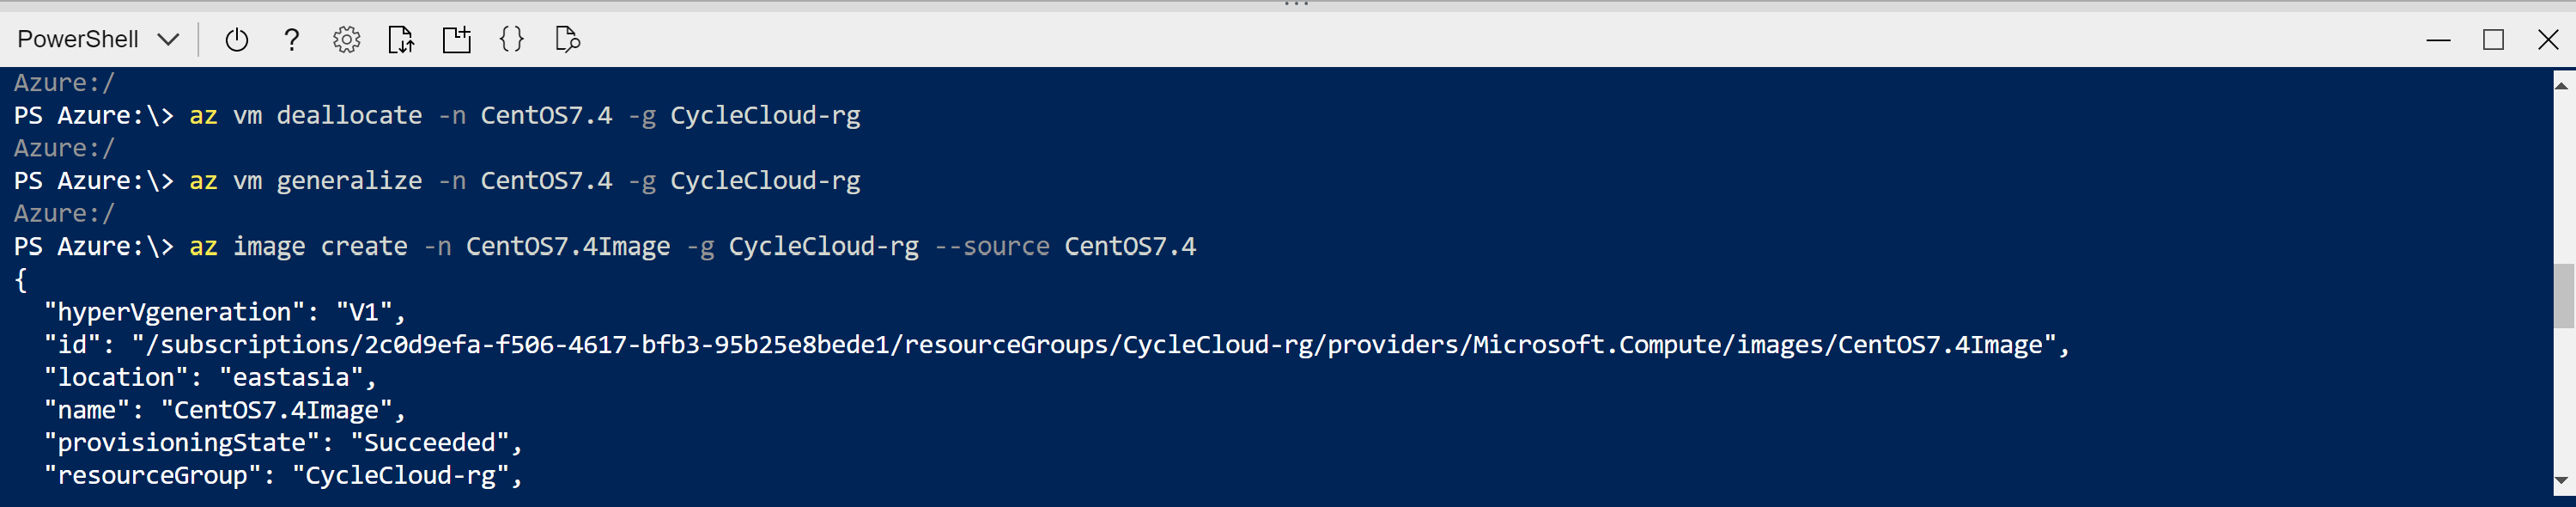 PowerShell
Azure:/
PS Azure:\> az vm deallocate -n CentOS7.4 -g CycleCloud-rg
Azure:/
PS Azure:\> az vm generalize -n CentOS7.4 -g CycleCloud-rg
Azure:/
PS Azure:\> az image create -n CentOS7.4Image -g CycleCloud-rg --source CentOS7.4
{
  "hyperVgeneration": "V1",
  "id": "/subscriptions/2c0d9efa-f506-4617-bfb3-95b25e8bede1/resourceGroups/CycleCloud-rg/providers/Microsoft.Compute/images/CentOS7.4Image",
  "location": "eastasia",
  "name": "CentOS7.4Image",
  "provisioningState": "Succeeded",
  "resourceGroup": "CycleCloud-rg",